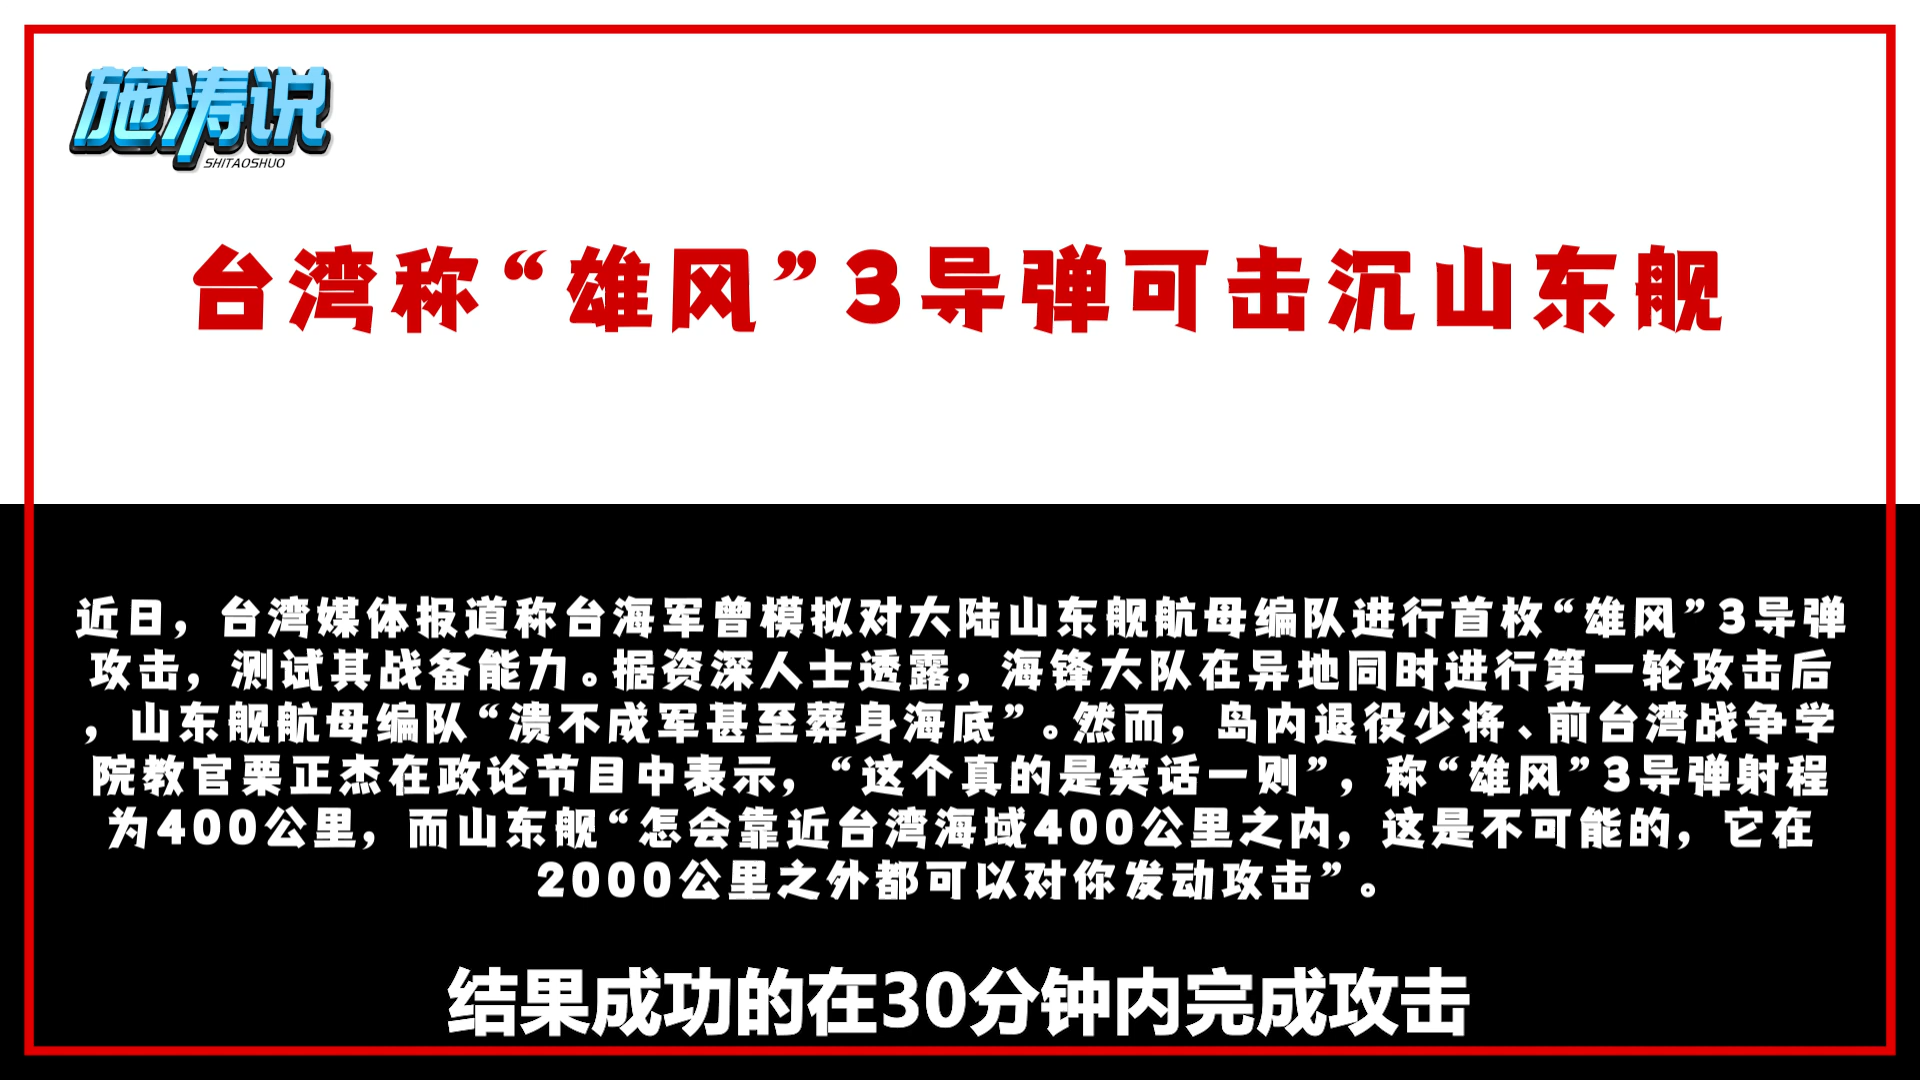 施涛说
SHITAOSHUO
台湾称“雄风”3导弹可击沉山东舰
近日，台湾媒体报道称台海军曾模拟对大陆山东舰航母编队进行首枚“雄风”3导弹
攻击，测试其战备能力。据资深人士透露，海锋大队在异地同时进行第一轮攻击后
，山东舰航母编队“溃不成军甚至葬身海底”。然而，岛内退役少将、前台湾战争学
院教官栗正杰在政论节目中表示，“这个真的是笑话一则”，称“雄风”3导弹射程
为400公里，而山东舰“怎会靠近台湾海域400公里之内，这是不可能的，它在
2000公里之外都可以对你发动攻击”。
结果成功的在30分钟内完成攻击